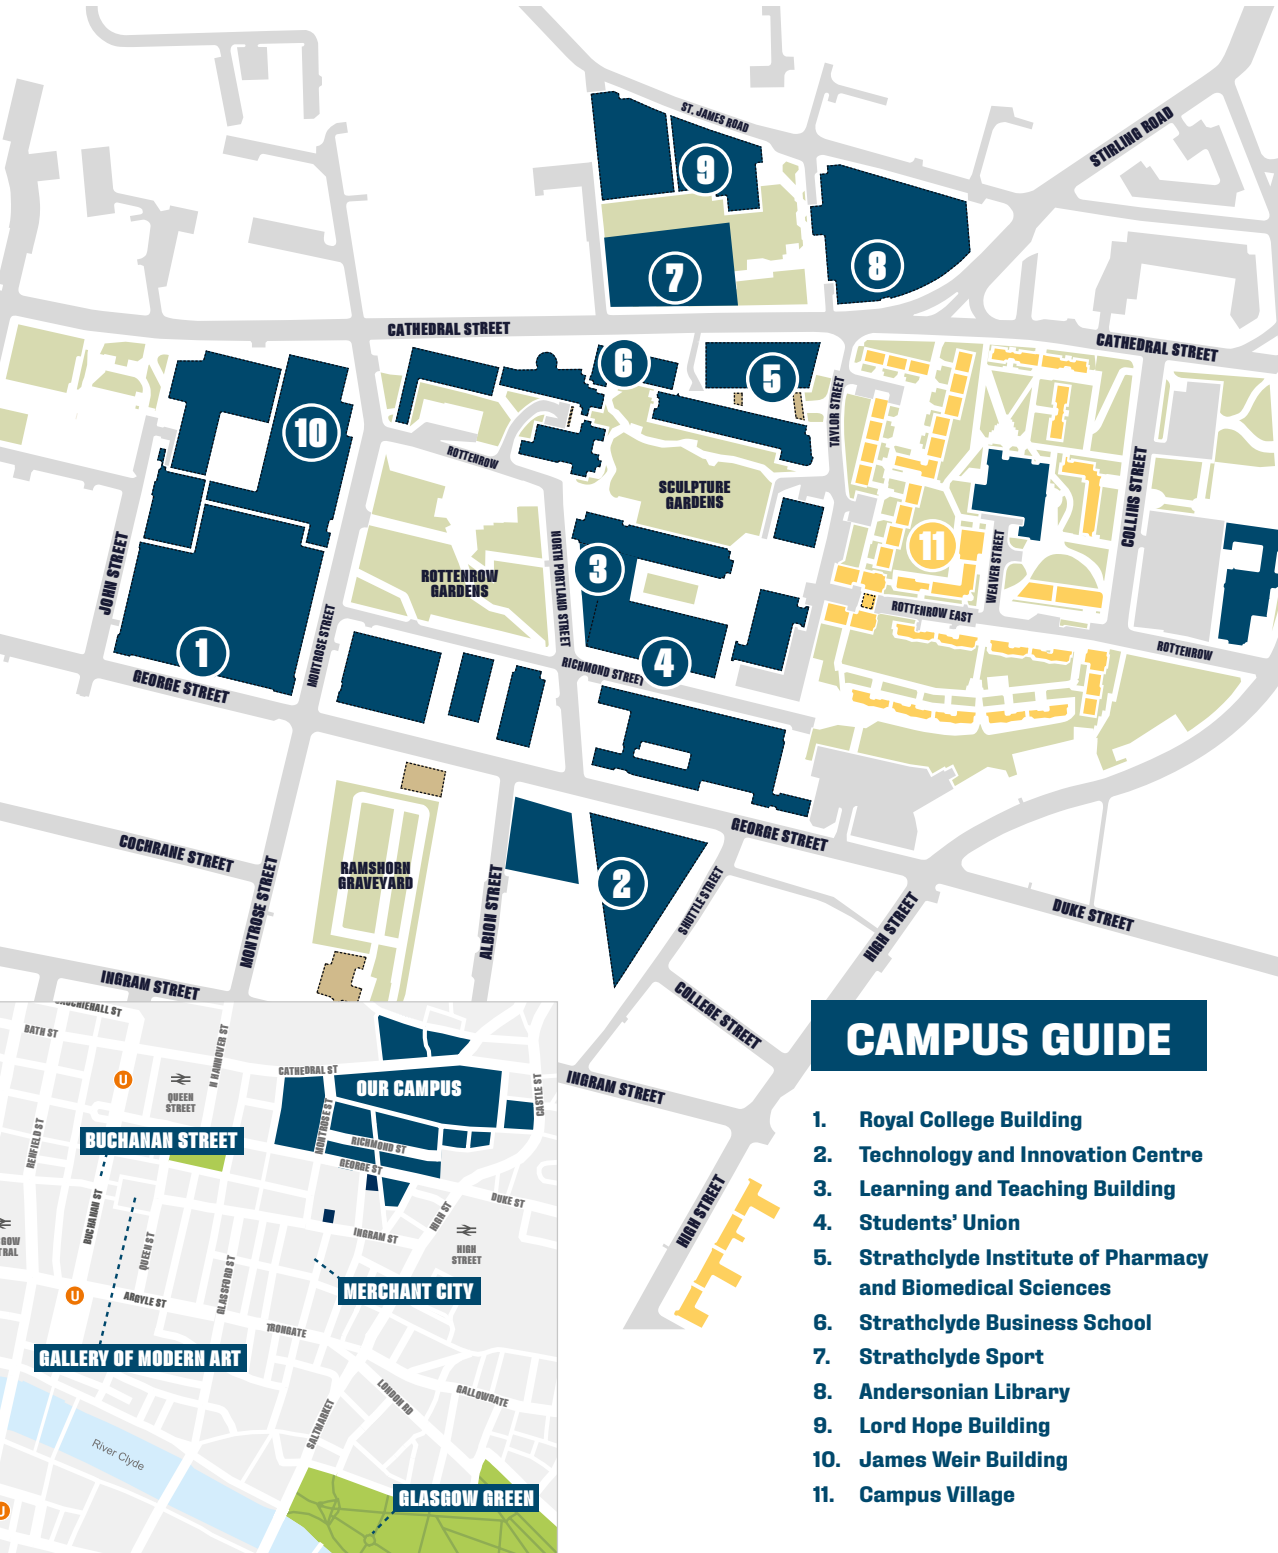 ST. JAMES ROAD
STIRLING ROAD
9
7
8
CATHEDRAL STREET
CATHEDRAL STREET
6
5
10
TAYLOR STREET
ROTTENROW
SCULPTURE
GARDENS
COLLINS STREET
JOHN STREET
NORTH PORTLAND STREET
3
11
WEAVER STREET
ROTTENROW
GARDENS
ROTTENROW EAST
MONTROSE STREET
1
4
RICHMOND STREET
ROTTENROW
GEORGE STREET
GEORGE STREET
COCHRANE STREET
MONTROSE STREET
RAMSHORN
GRAVEYARD
ALBION STREET
2
SHUTTLE STREET
HIGH STREET
DUKE STREET
INGRAM STREET
COLLEGE STREET
INGRAM STREET
HIGH STREET
CAMPUS GUIDE
1. Royal College Building
2. Technology and Innovation Centre
3. Learning and Teaching Building
4. Students' Union
5. Strathclyde Institute of Pharmacy
and Biomedical Sciences
6. Strathclyde Business School
7. Strathclyde Sport
8. Andersonian Library
9. Lord Hope Building
10. James Weir Building
11. Campus Village
BATH ST
N HANNOVER ST
CATHEDRAL ST
OUR CAMPUS
CASTLE ST
U
QUEEN
STREET
RENFIELD ST
BUCHANAN STREET
MONTROSE ST
RICHMOND ST
GEORGE ST
DUKE ST
BUCHANAN ST
QUEEN ST
HIGH ST
INGRAM ST
HIGH
STREET
GLASSFORD ST
MERCHANT CITY
U
ARGYLE ST
TRONGATE
GALLERY OF MODERN ART
LONDON RD
GALLOWGATE
SALTMARKET
River Clyde
GLASGOW GREEN
U